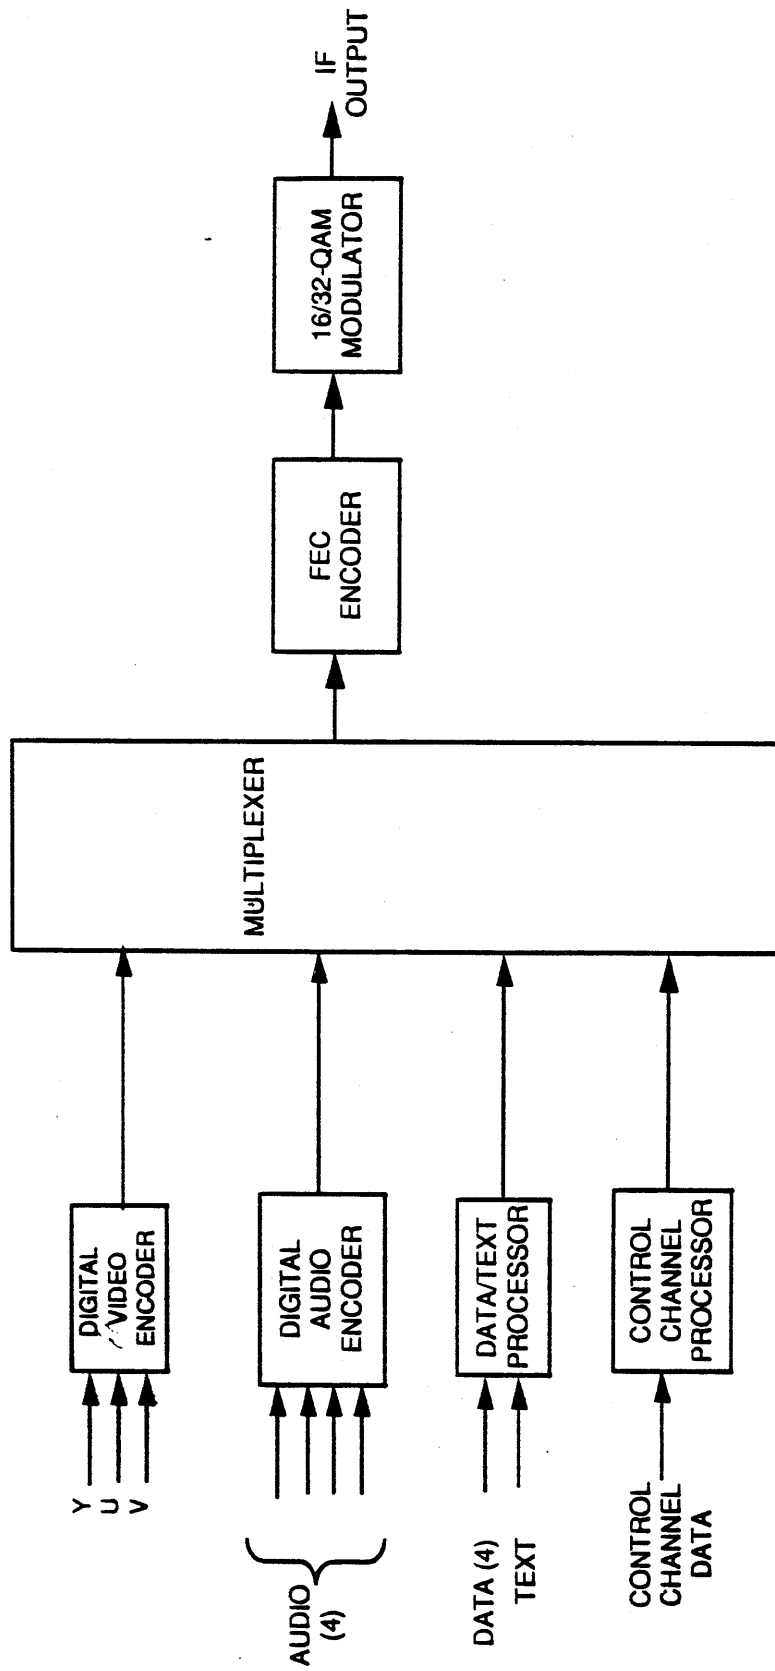 Y
U
V
DIGITAL
VIDEO
ENCODER
AUDIO
(4)
DIGITAL
AUDIO
ENCODER
DATA (4)
TEXT
DATA/TEXT
PROCESSOR
CONTROL
CHANNEL
DATA
CONTROL
CHANNEL
PROCESSOR
MULTIPLEXER
FEC
ENCODER
16/32-QAM
MODULATOR
IF
OUTPUT